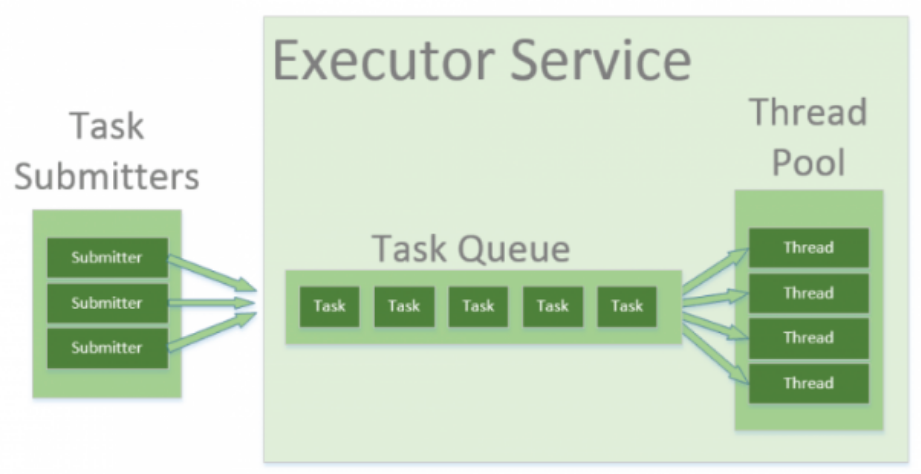 Executor Service
Task
Submitters
Submitter
Submitter
Submitter
Task Queue
Task Task Task Task Task
Thread
Pool
Thread
Thread
Thread
Thread